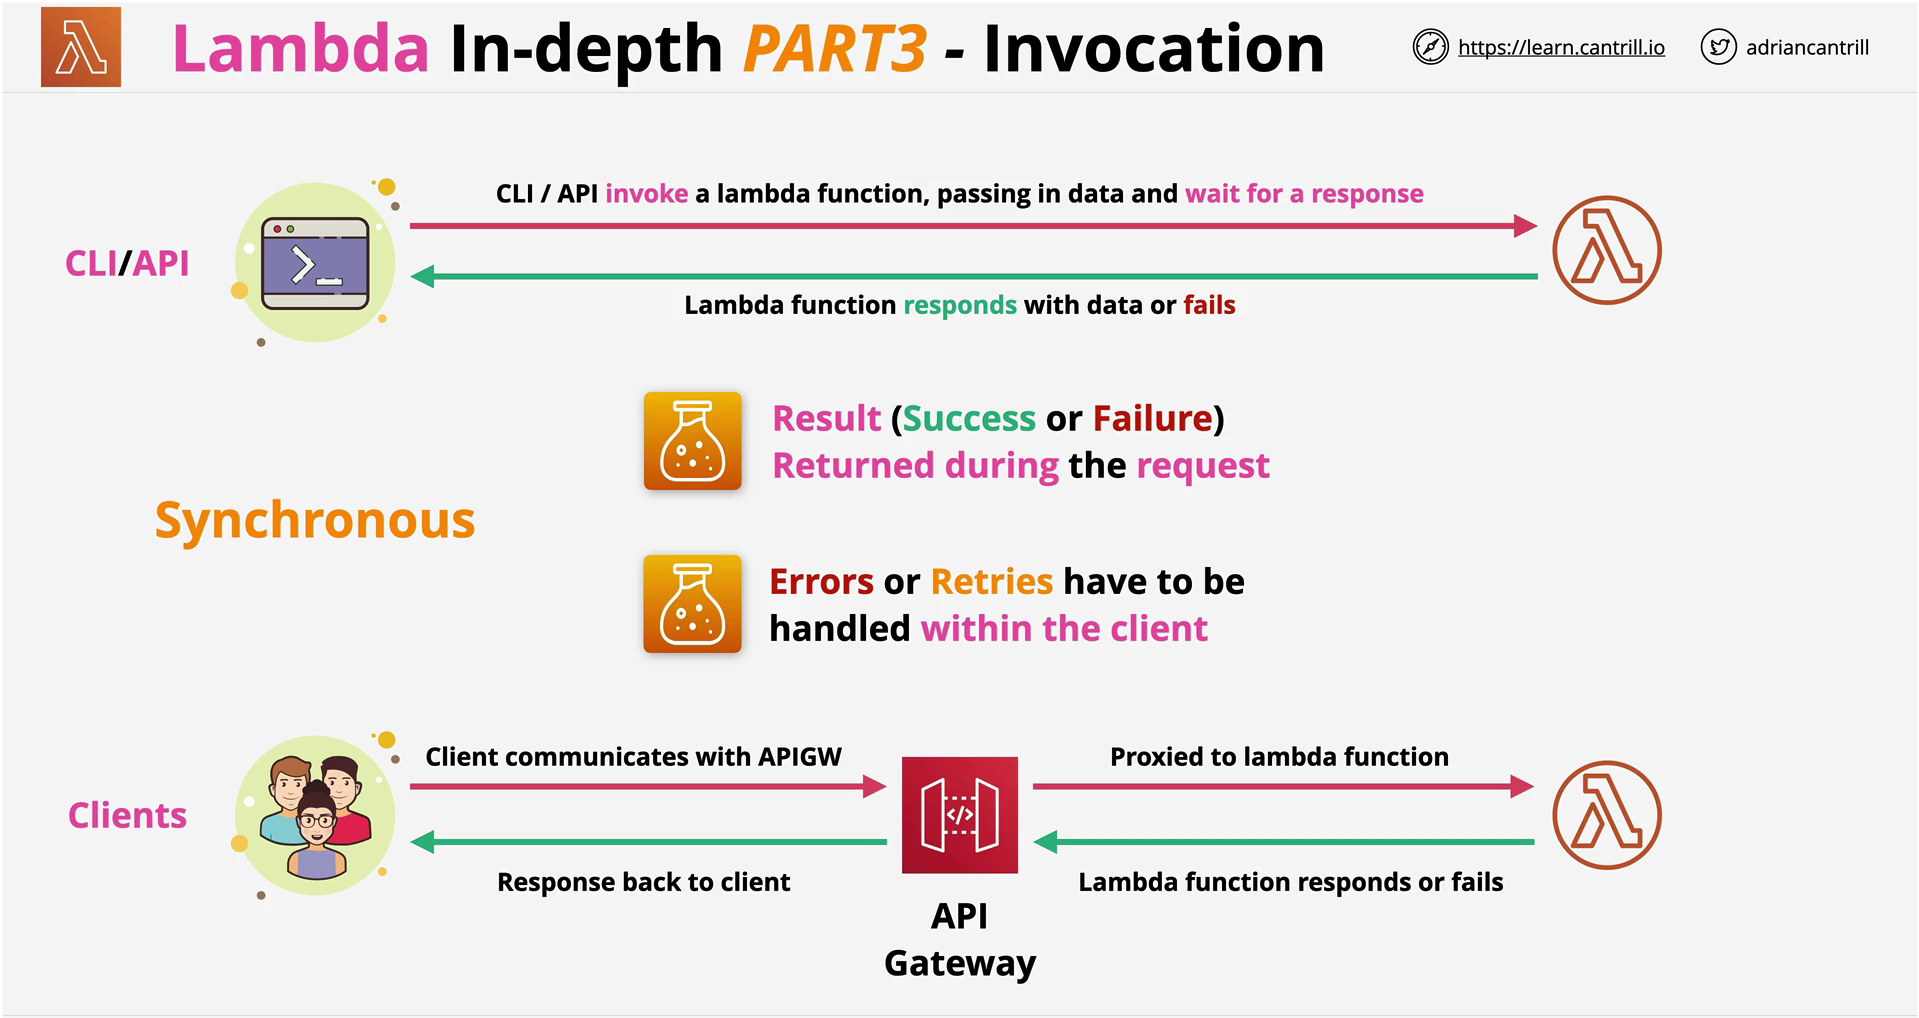 Lambda In-depth PART3 - Invocation
https://learn.cantrill.io
adriancantrill
CLI / API invoke a lambda function, passing in data and wait for a response
CLI/API
Lambda function responds with data or fails
Result (Success or Failure)
Returned during the request
Synchronous
Errors or Retries have to be
handled within the client
Client communicates with APIGW
Proxied to lambda function
Clients
Response back to client
Lambda function responds or fails
API
Gateway